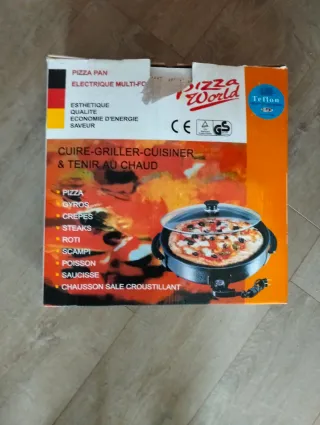 PIZZA PAN
ELECTRIQUE MULTI-FO
ESTHETIQUE
QUALITE
ECONOMIE D'ENERGIE
SAVEUR
Pizza
World
Teflon
CE
GS
CUIRE-GRILLER-CUISINER
& TENIR AU CHAUD
PIZZA
GYROS
CREPES
STEAKS
ROTI
SCAMPI
POISSON
SAUCISSE
CHAUSSON SALE CROUSTILLANT